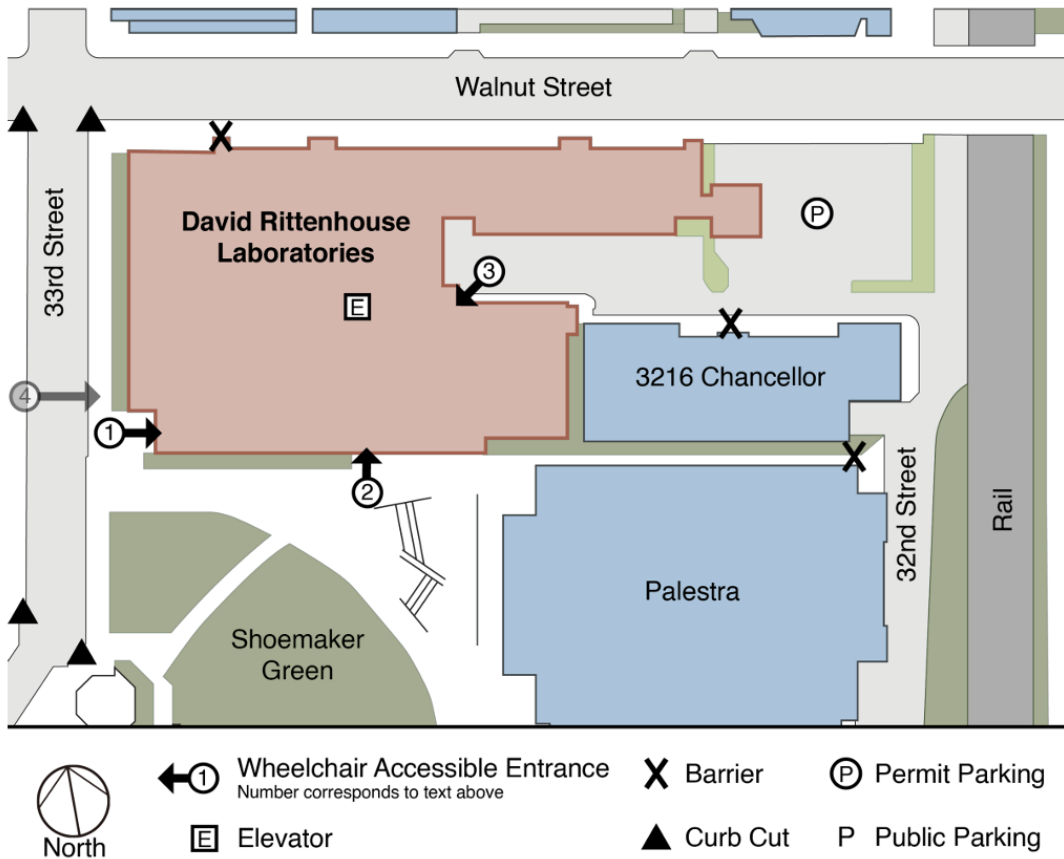 Walnut Street
33rd Street
David Rittenhouse
Laboratories
P
3
E
3216 Chancellor
4
1
2
32nd Street
Rail
Palestra
Shoemaker
Green
1 Wheelchair Accessible Entrance
Number corresponds to text above
X Barrier
P Permit Parking
North
E Elevator
Curb Cut
P Public Parking